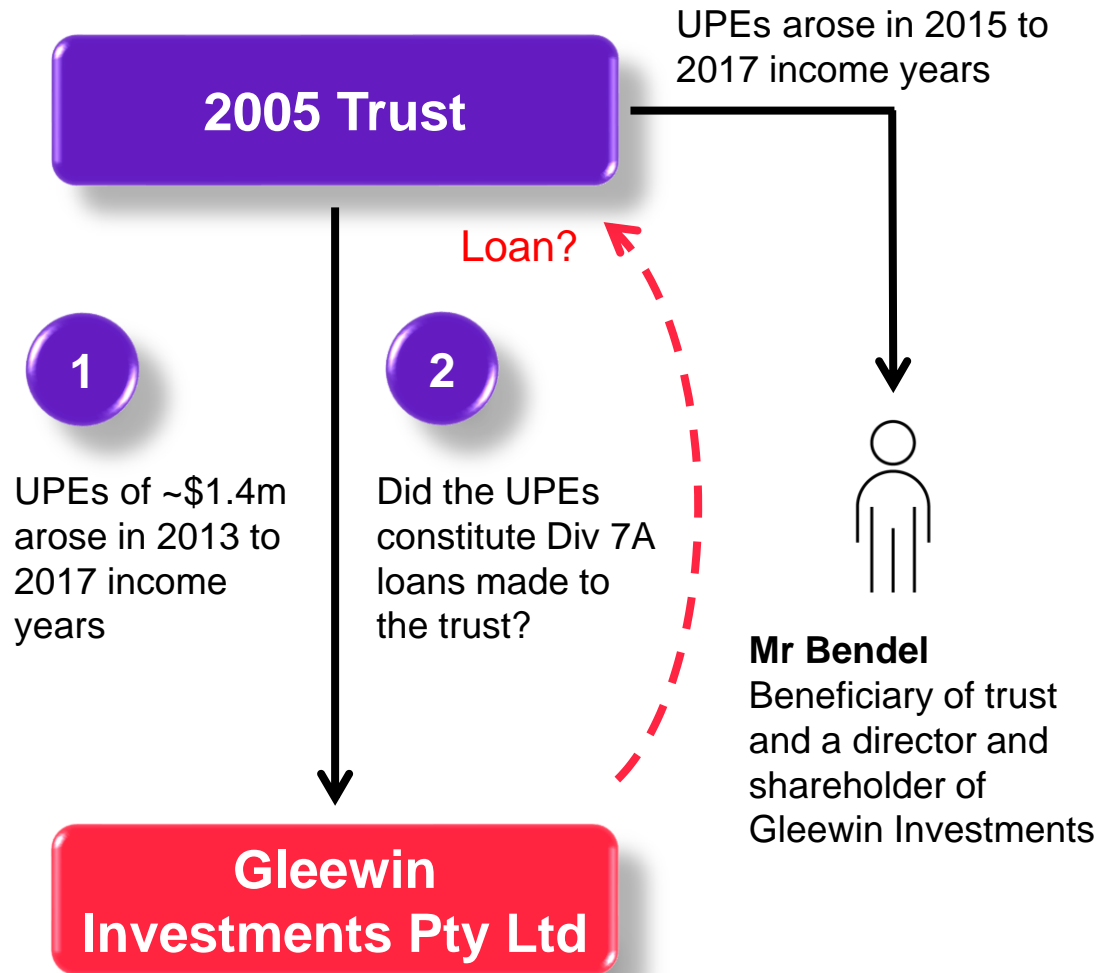 UPEs arose in 2015 to
2017 income years
2005 Trust
Loan?
1
2
UPEs of ~$1.4m
arose in 2013 to
2017 income
years
Did the UPEs
constitute Div 7A
loans made to
the trust?
Mr Bendel
Beneficiary of trust
and a director and
shareholder of
Gleewin Investments
Gleewin
Investments Pty Ltd